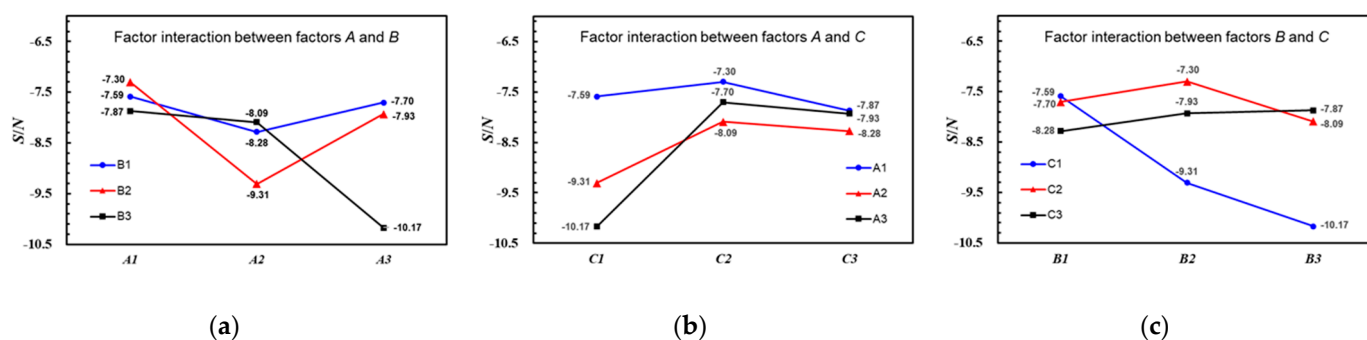 Factor interaction between factors A and B
S/N
-6.5
-7.5
-8.5
-9.5
-10.5
-7.30
-7.59
-7.87
-8.09
-8.28
-9.31
-7.70
-7.93
-10.17
B1
B2
B3
A1 A2 A3
(a)
Factor interaction between factors A and C
S/N
-6.5
-7.5
-8.5
-9.5
-10.5
-7.59
-9.31
-10.17
-7.30
-7.70
-8.09
-7.87
-7.93
-8.28
A1
A2
A3
C1 C2 C3
(b)
Factor interaction between factors B and C
S/N
-6.5
-7.5
-8.5
-9.5
-10.5
-7.59
-7.70
-8.28
-7.30
-7.93
-9.31
-7.87
-8.09
-10.17
C1
C2
C3
B1 B2 B3
(c)